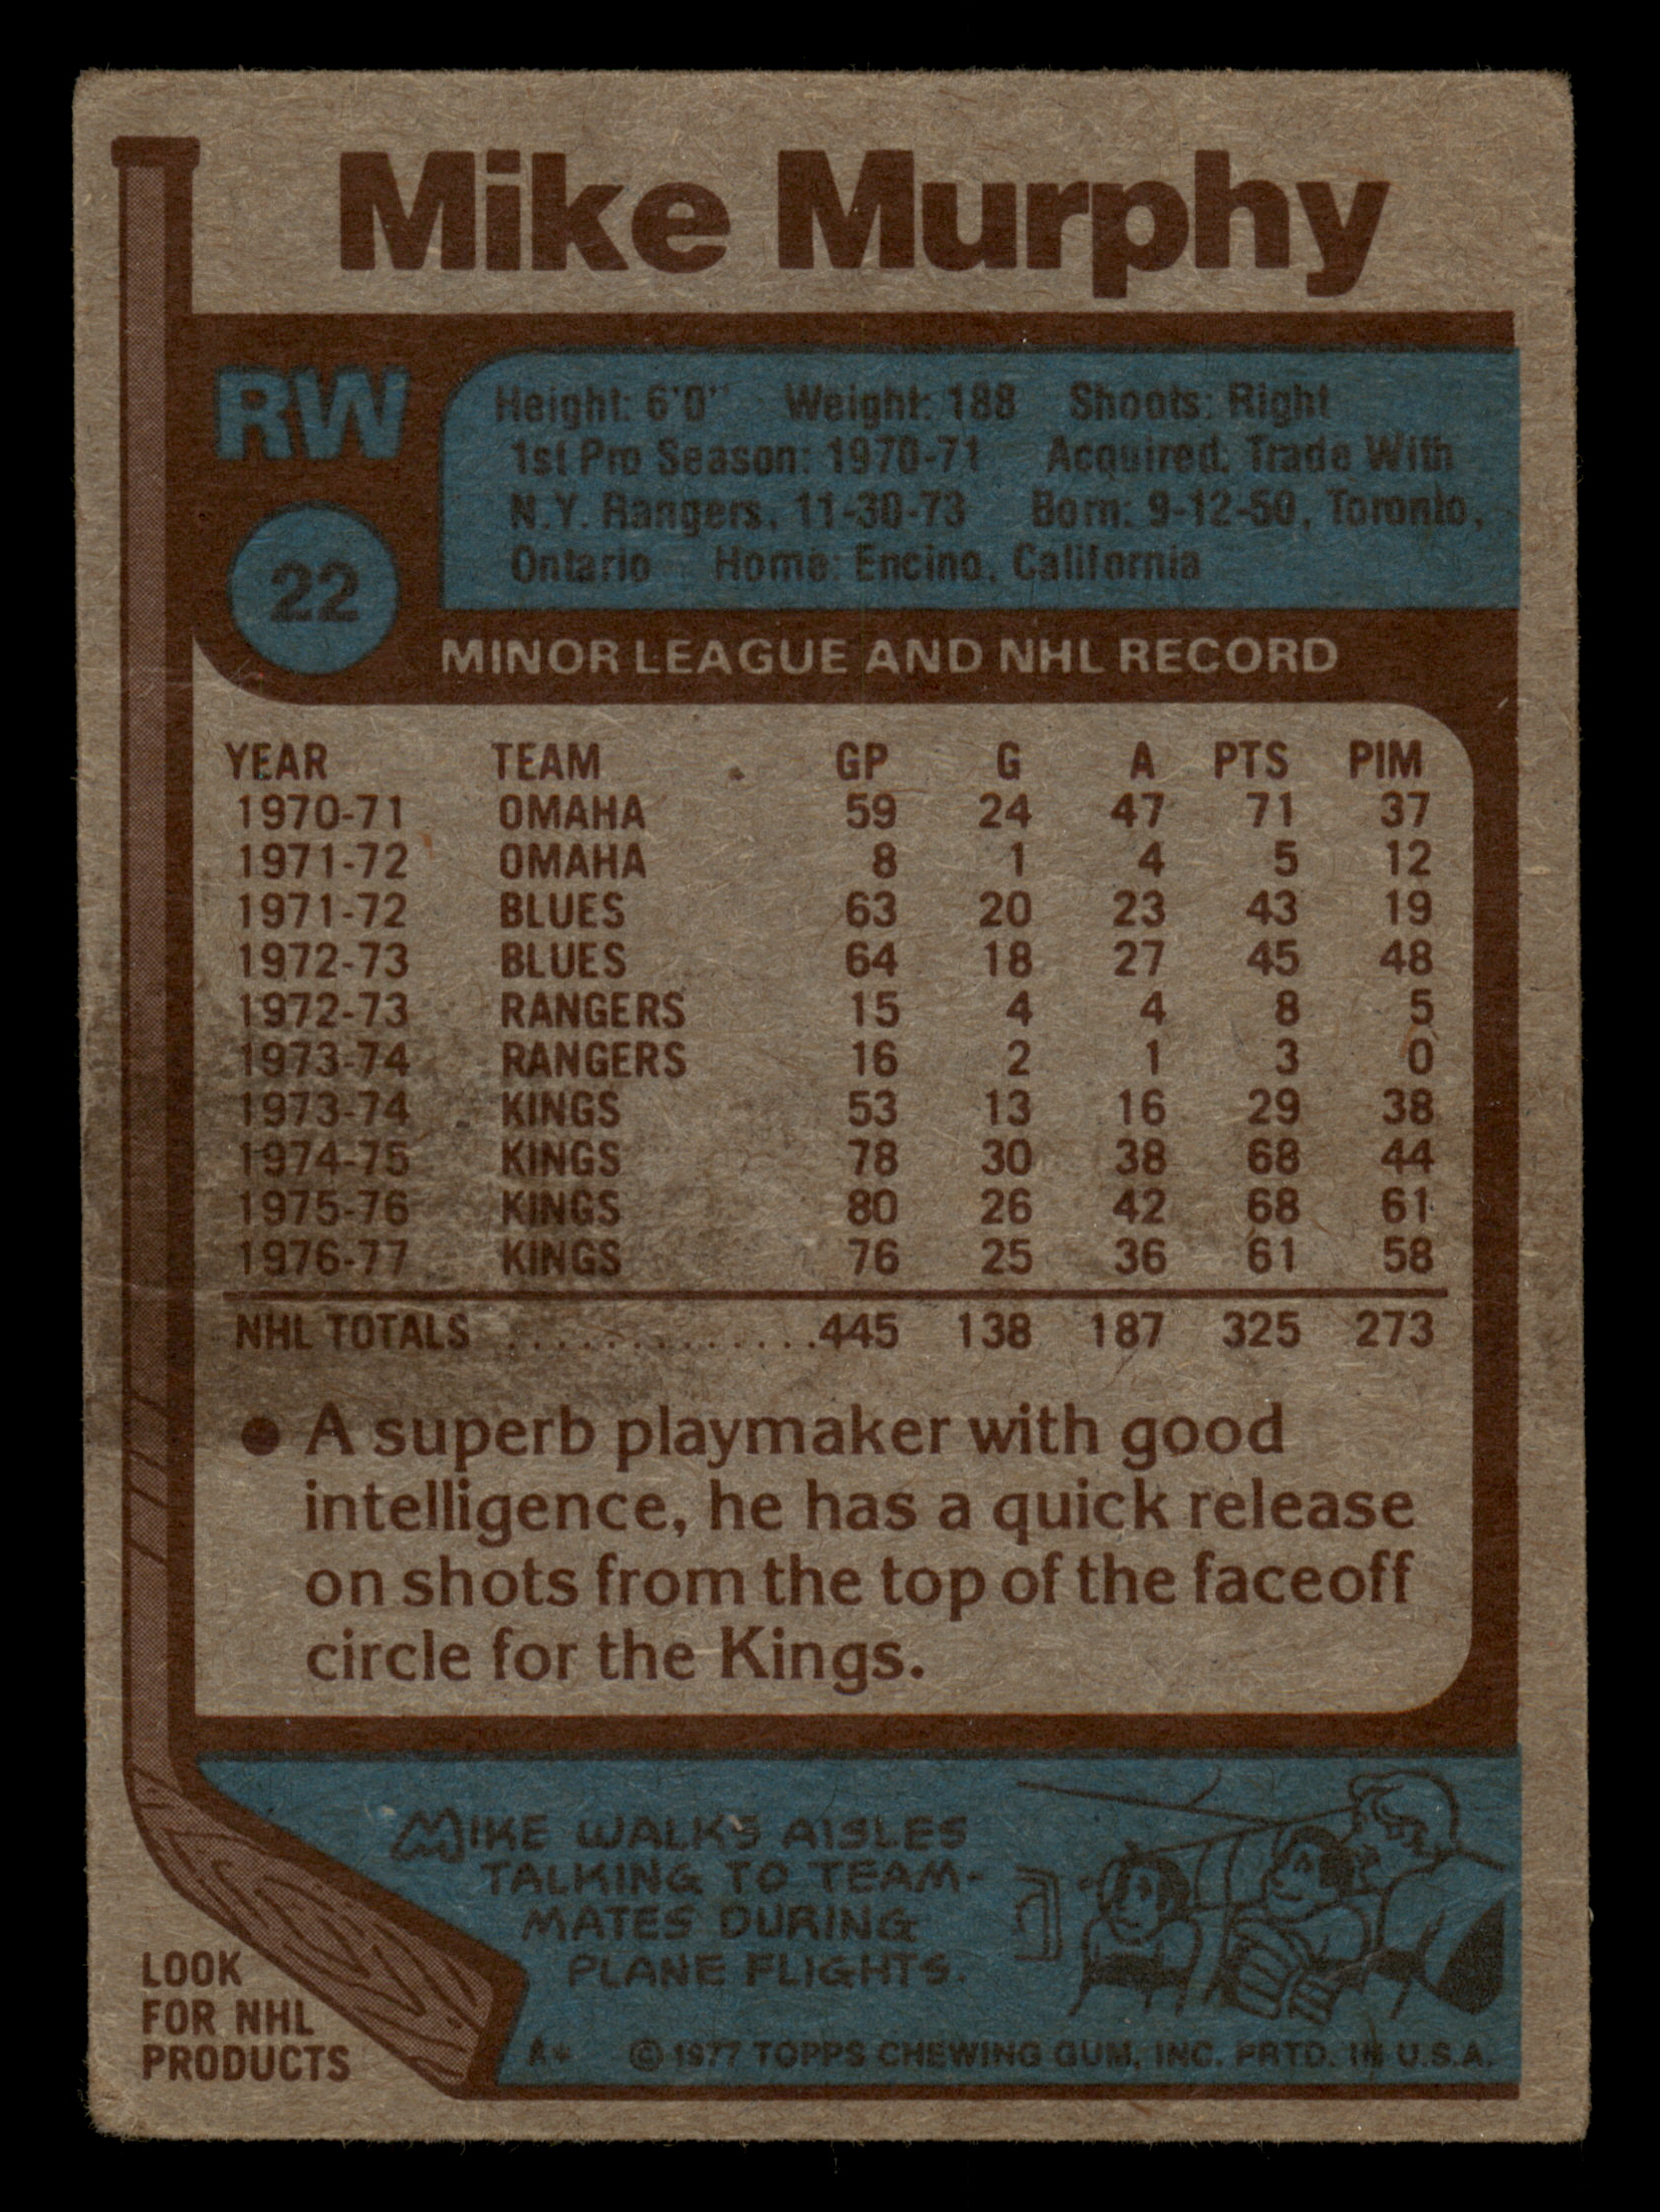 Mike Murphy
RW
Height: 6'0" Weight: 188 Shoots: Right
1st Pro Season: 1970-71 Acquired: Trade With
N.Y. Rangers, 11-30-73 Born: 9-12-50, Toronto,
Ontario Home: Encino, California
22
MINOR LEAGUE AND NHL RECORD
YEAR TEAM GP G A PTS PIM
1970-71 OMAHA 59 24 47 71 37
1971-72 OMAHA 8 1 4 5 12
1971-72 BLUES 63 20 23 43 19
1972-73 BLUES 64 18 27 45 48
1972-73 RANGERS 15 4 4 8 5
1973-74 RANGERS 16 2 1 3 0
1973-74 KINGS 53 13 16 29 38
1974-75 KINGS 78 30 38 68 44
1975-76 KINGS 80 26 42 68 61
1976-77 KINGS 76 25 36 61 58
NHL TOTALS ..............445 138 187 325 273
● A superb playmaker with good
intelligence, he has a quick release
on shots from the top of the faceoff
circle for the Kings.
MIKE WALKS AISLES
TALKING TO TEAM-
MATES DURING
PLANE FLIGHTS.
LOOK
FOR NHL
PRODUCTS
A* © 1977 TOPPS CHEWING GUM, INC. PRTD. IN U.S.A.